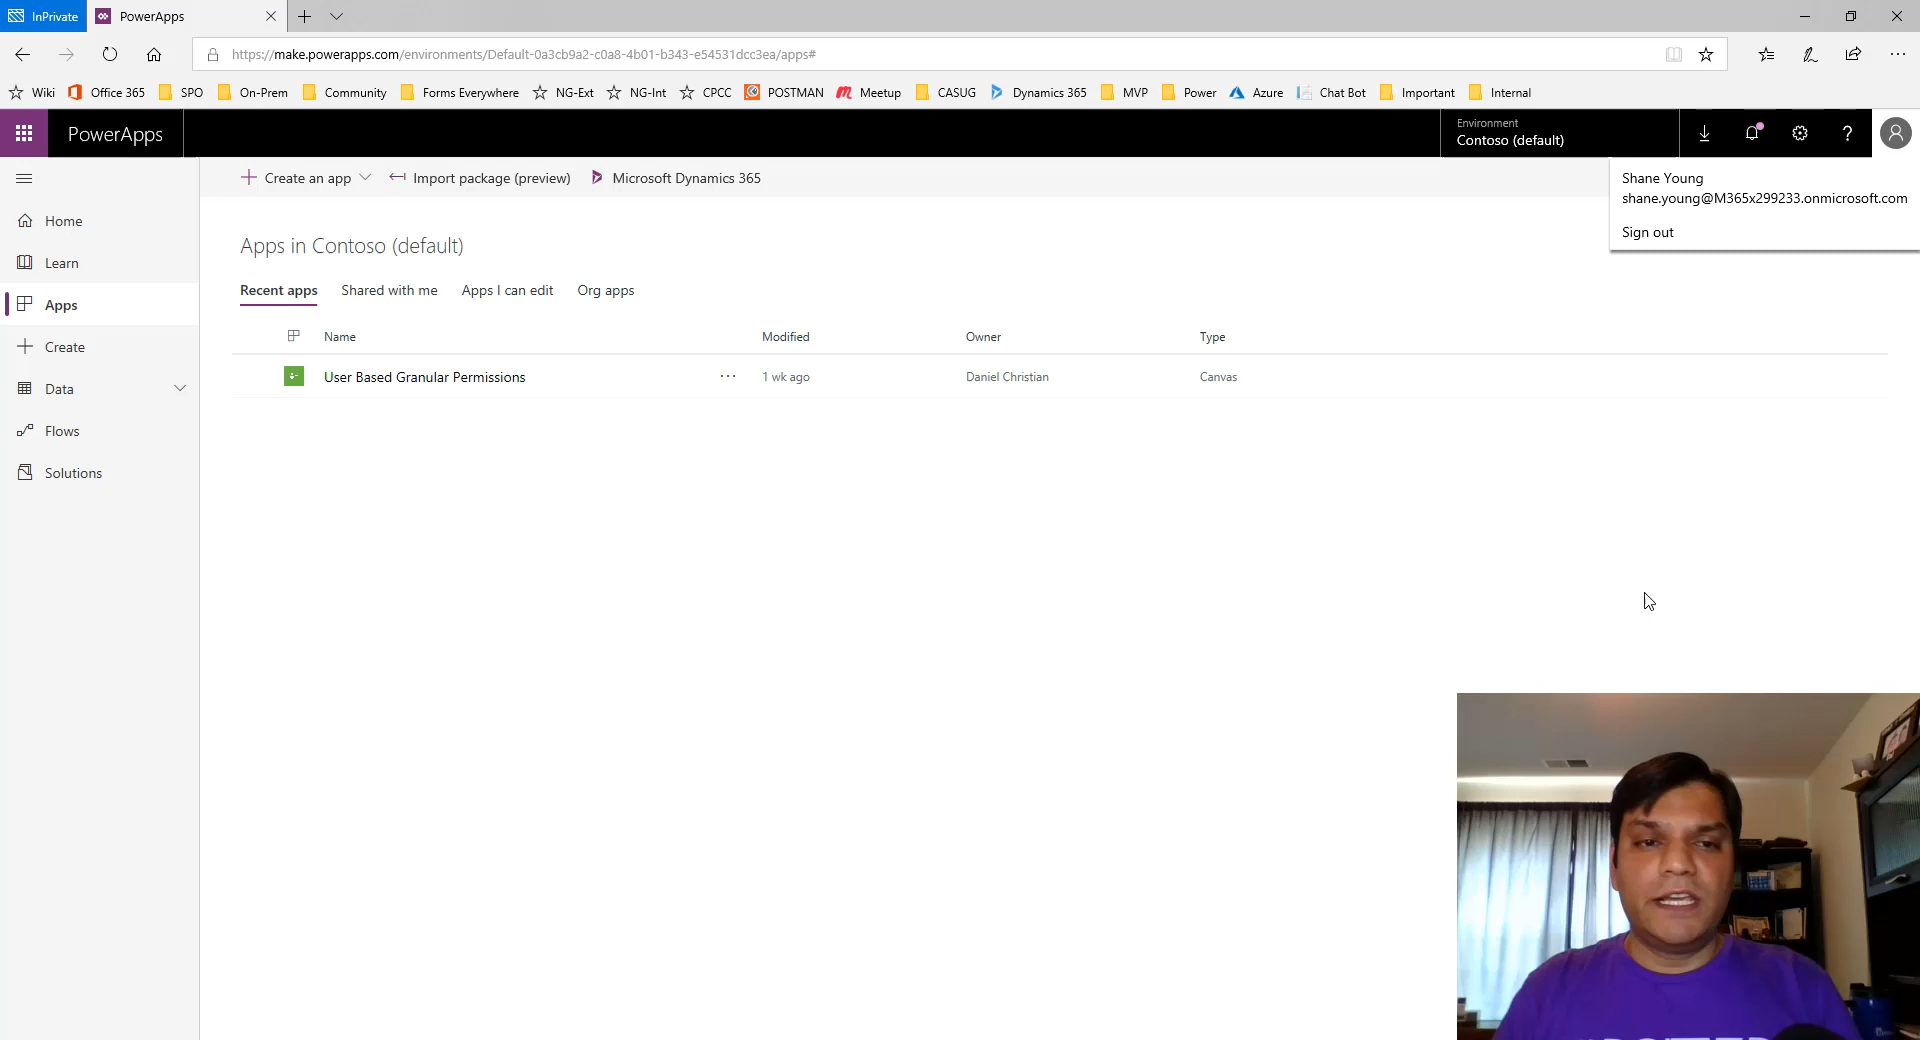 InPrivate
PowerApps
https://make.powerapps.com/environments/Default-0a3cb9a2-c0a8-4b01-b343-e54531dcc3ea/apps#
Wiki Office 365 SPO On-Prem Community Forms Everywhere NG-Ext NG-Int CPCC POSTMAN Meetup CASUG Dynamics 365 MVP Power Azure Chat Bot Important Internal
PowerApps
Environment
Contoso (default)
?
Create an app Import package (preview) Microsoft Dynamics 365
Shane Young
shane.young@M365x299233.onmicrosoft.com
Sign out
Home
Learn
Apps
Create
Data
Flows
Solutions
Apps in Contoso (default)
Recent apps Shared with me Apps I can edit Org apps
Name Modified Owner Type
User Based Granular Permissions ... 1 wk ago Daniel Christian Canvas